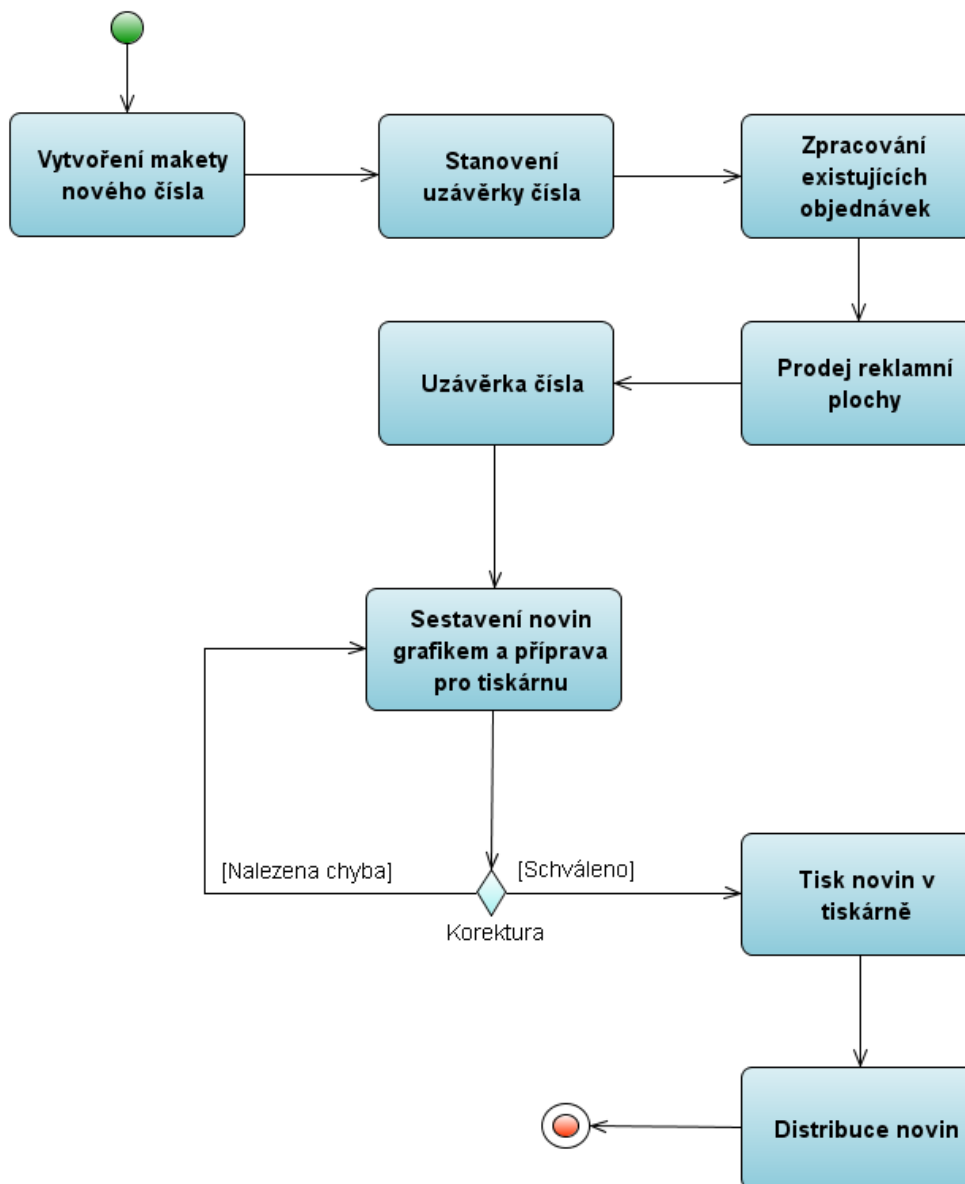 Vytvoření makety
nového čísla
Stanovení
uzávěrky čísla
Zpracování
existujících
objednávek
Prodej reklamní
plochy
Uzávěrka čísla
Sestavení novin
grafikem a příprava
pro tiskárnu
[Nalezena chyba]
[Schváleno]
Korektura
Tisk novin v
tiskárně
Distribuce novin